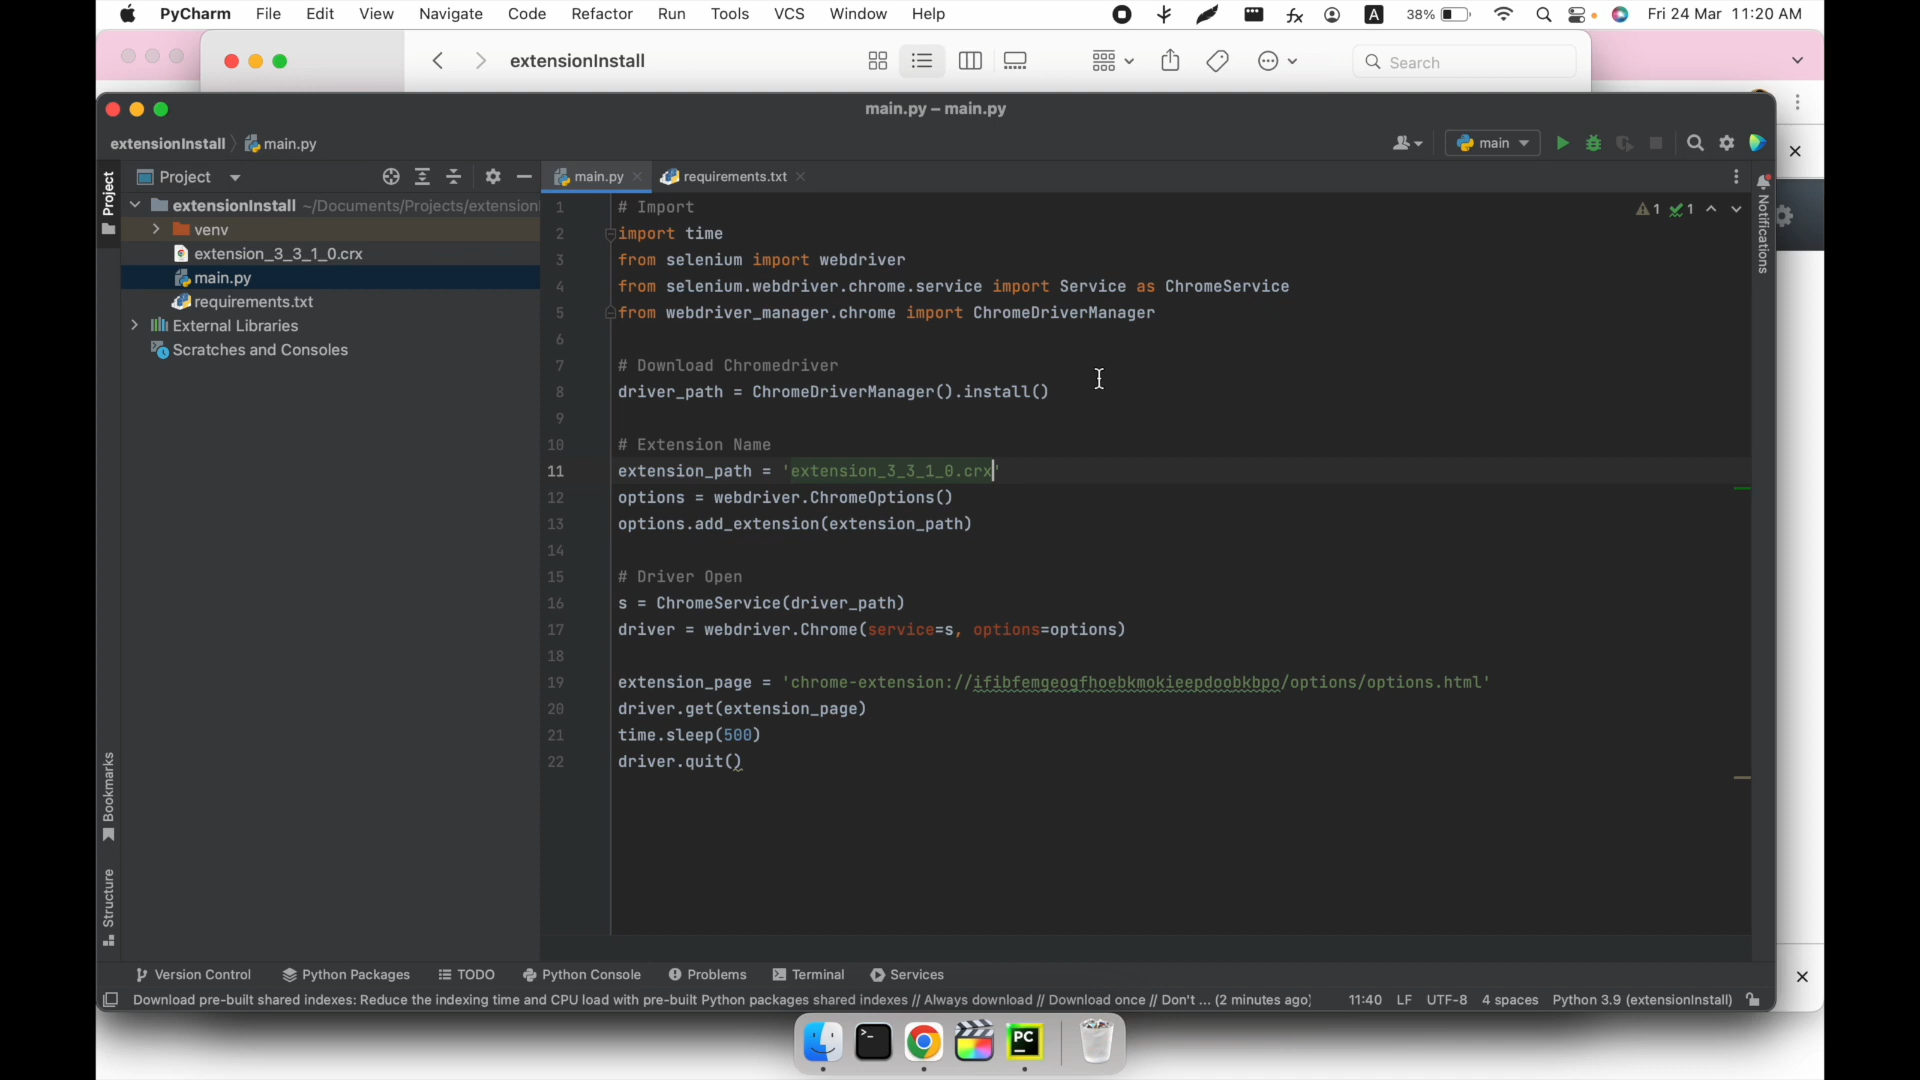 PyCharm File Edit View Navigate Code Refactor Run Tools VCS Window Help A 38% Fri 24 Mar 11:20 AM
extensionInstall Search
main.py – main.py
extensionInstall main.py main
Project main.py requirements.txt
Project
extensionInstall ~/Documents/Projects/extension
venv
extension_3_3_1_0.crx
main.py
requirements.txt
External Libraries
Scratches and Consoles
1 # Import
2 import time
3 from selenium import webdriver
4 from selenium.webdriver.chrome.service import Service as ChromeService
5 from webdriver_manager.chrome import ChromeDriverManager
6
7 # Download Chromedriver
8 driver_path = ChromeDriverManager().install()
9
10 # Extension Name
11 extension_path = 'extension_3_3_1_0.crx'
12 options = webdriver.ChromeOptions()
13 options.add_extension(extension_path)
14
15 # Driver Open
16 s = ChromeService(driver_path)
17 driver = webdriver.Chrome(service=s, options=options)
18
19 extension_page = 'chrome-extension://ifibfemgeogfhoebkmokieepdoobkbpo/options/options.html'
20 driver.get(extension_page)
21 time.sleep(500)
22 driver.quit()
1 1
Notifications
Bookmarks
Structure
Version Control Python Packages TODO Python Console Problems Terminal Services
Download pre-built shared indexes: Reduce the indexing time and CPU load with pre-built Python packages shared indexes // Always download // Download once // Don't ... (2 minutes ago) 11:40 LF UTF-8 4 spaces Python 3.9 (extensionInstall)
PC